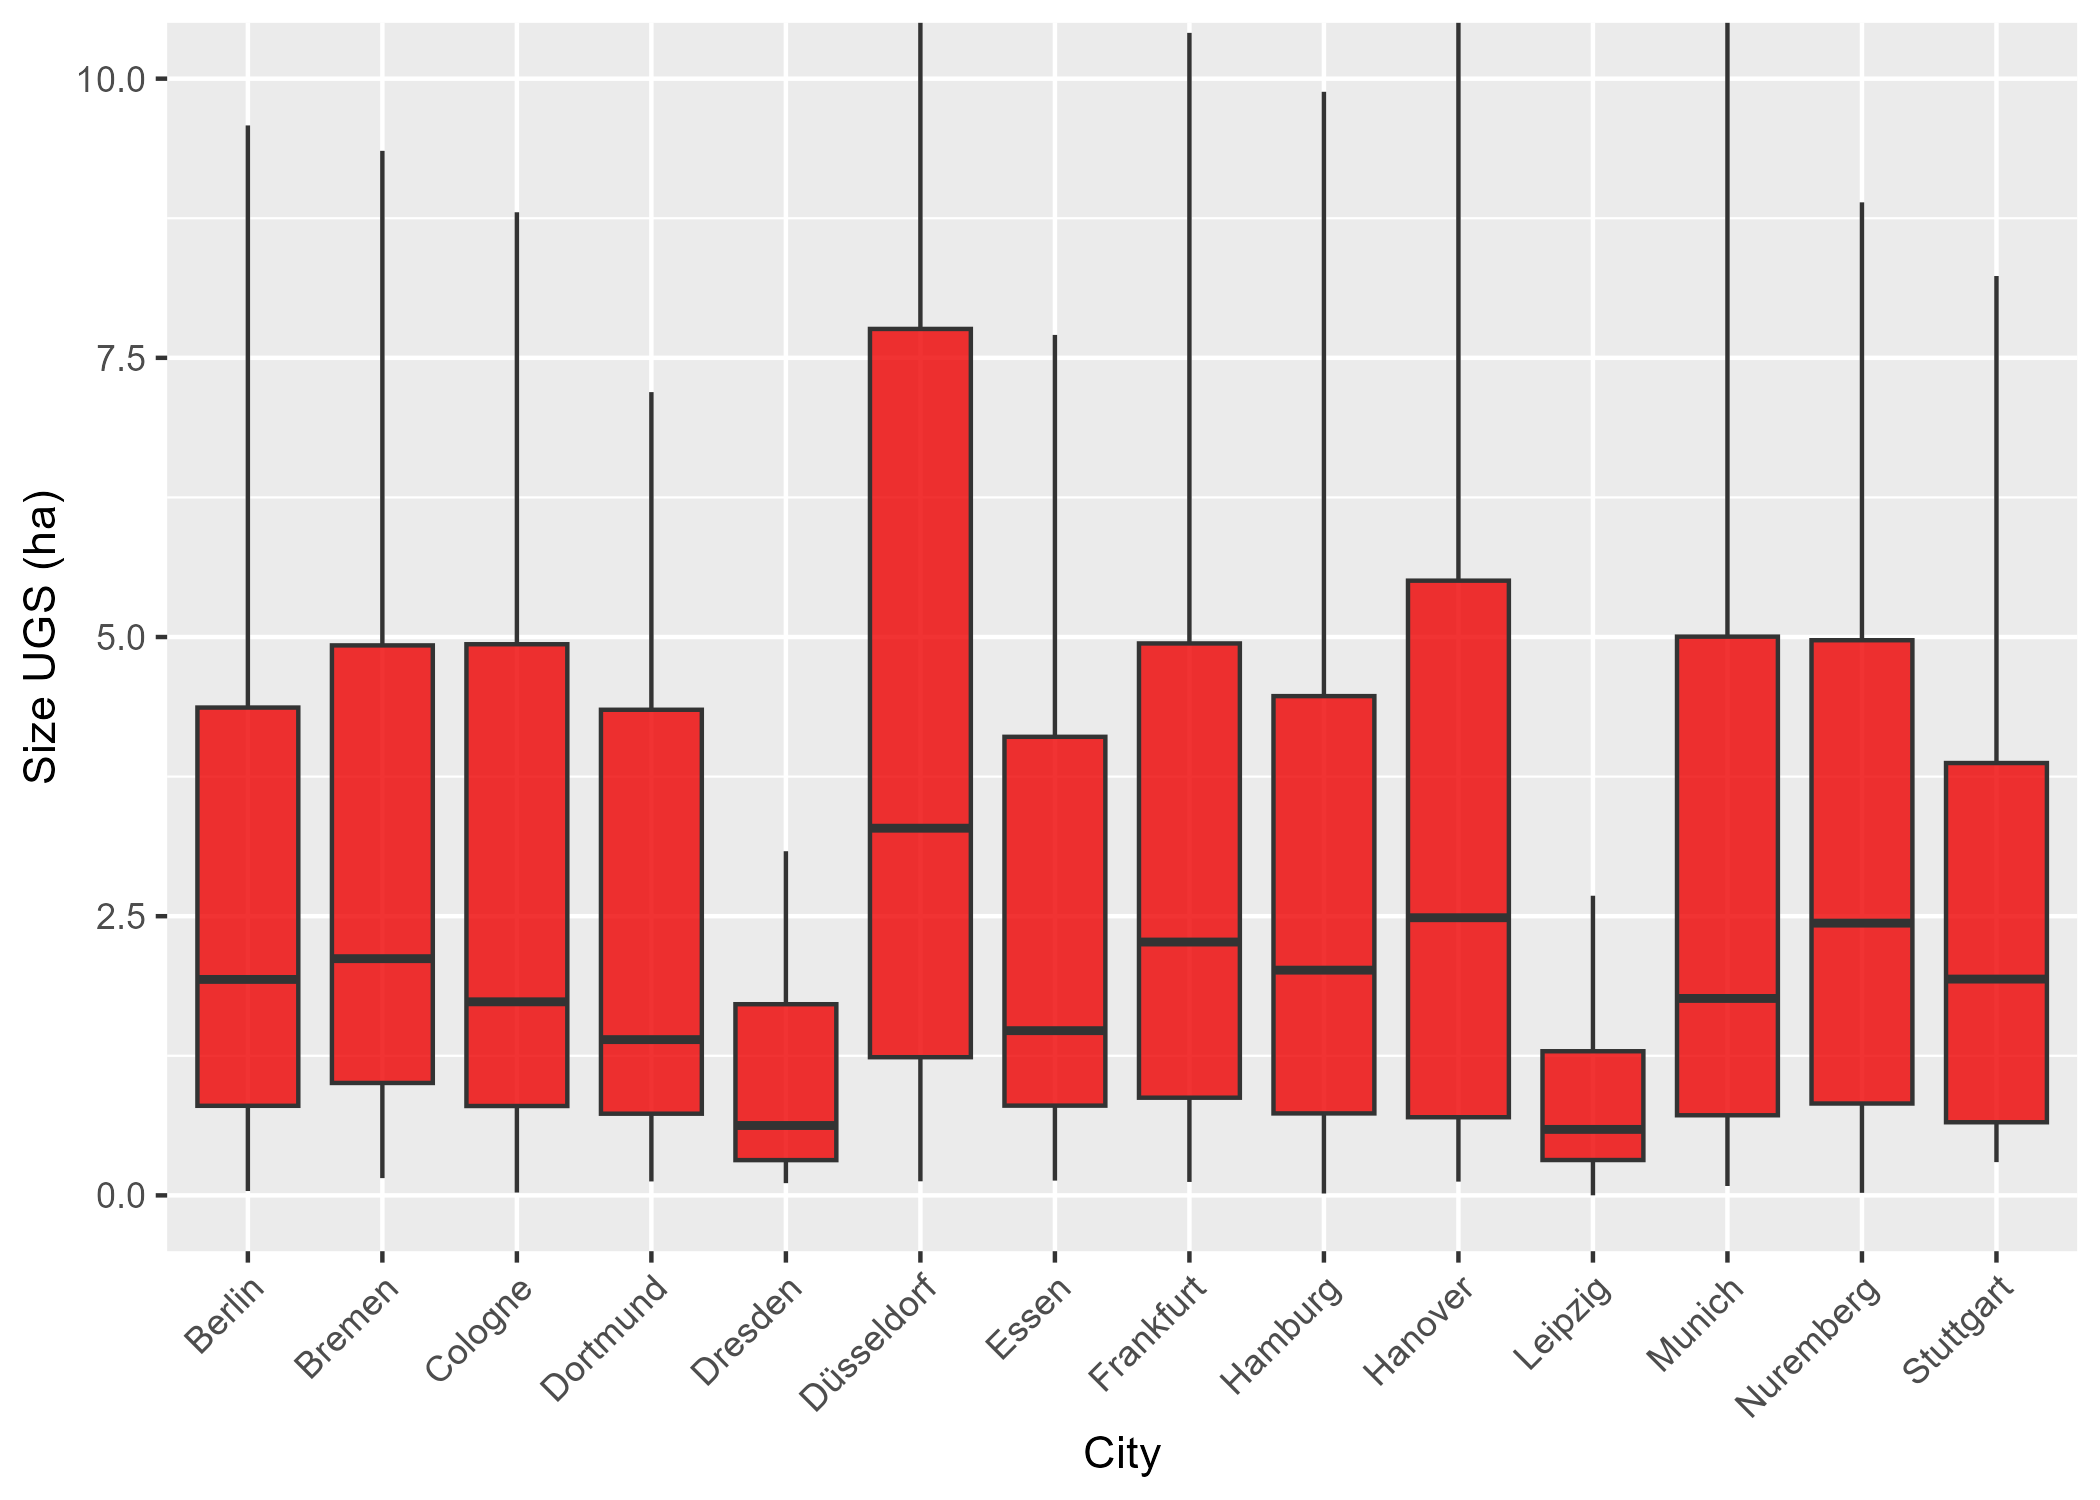 Size UGS (ha)
10.0
7.5
5.0
2.5
0.0
Berlin
Bremen
Cologne
Dortmund
Dresden
Düsseldorf
Essen
Frankfurt
Hamburg
Hanover
Leipzig
Munich
Nuremberg
Stuttgart
City